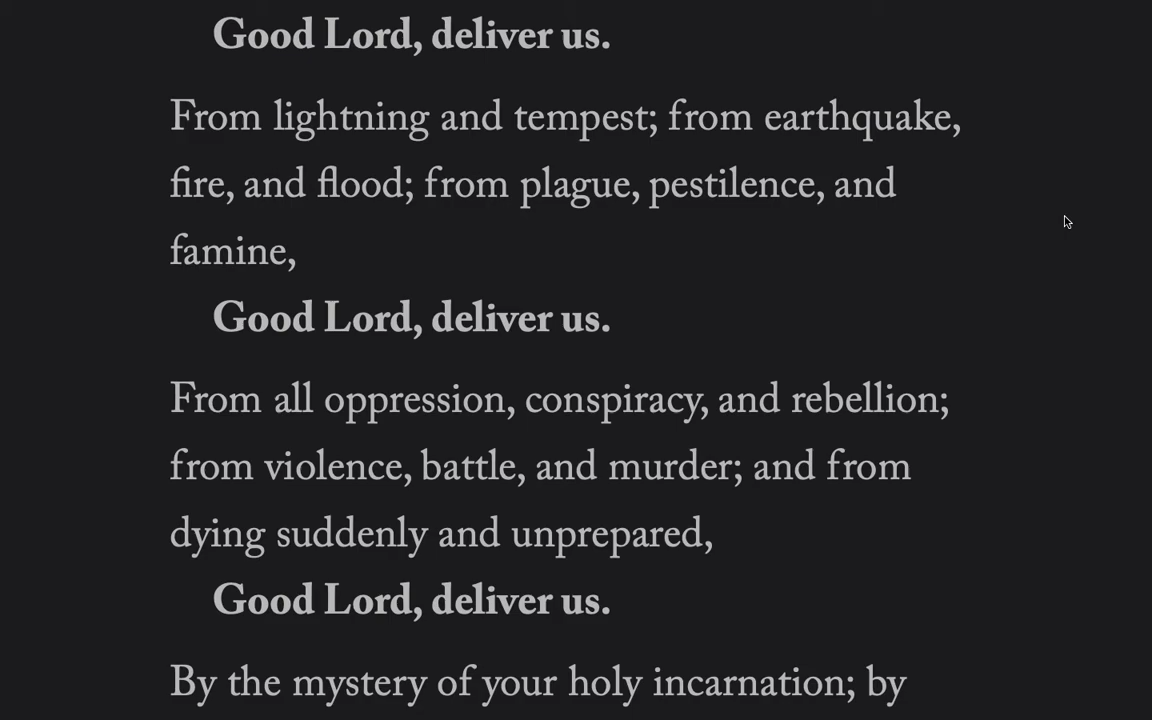 Good Lord, deliver us.
From lightning and tempest; from earthquake,
fire, and flood; from plague, pestilence, and
famine,
Good Lord, deliver us.
From all oppression, conspiracy, and rebellion;
from violence, battle, and murder; and from
dying suddenly and unprepared,
Good Lord, deliver us.
By the mystery of your holy incarnation; by